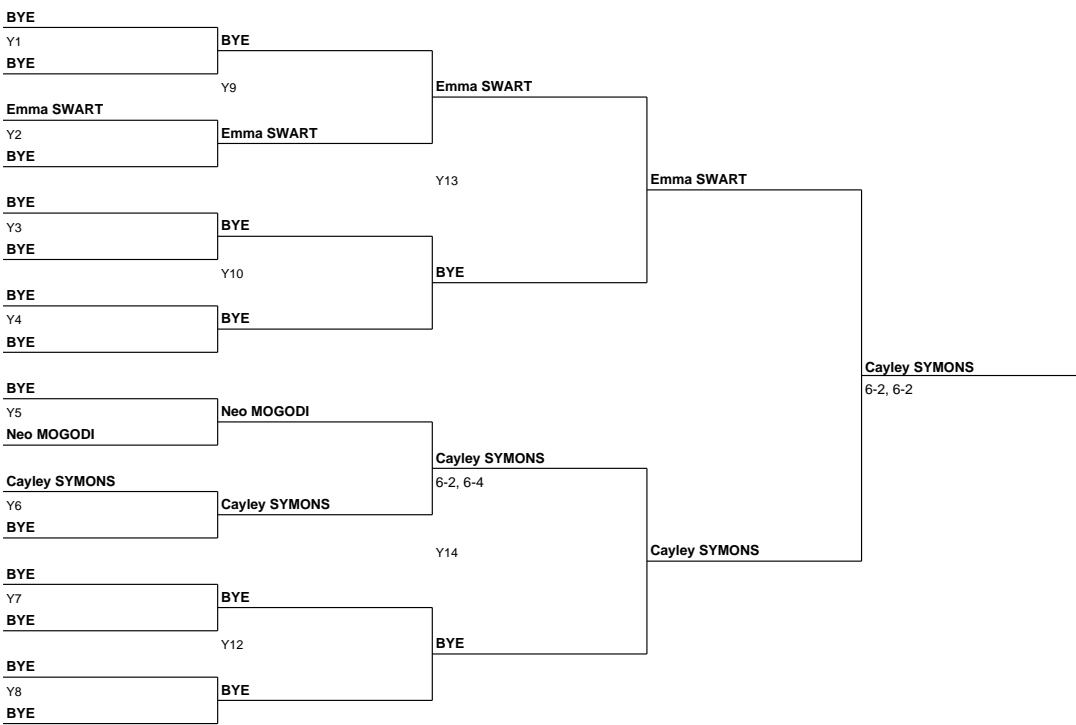 BYE
Y1
BYE
BYE
Y9
Emma SWART
Emma SWART
Y2
Emma SWART
BYE
Y13
Emma SWART
BYE
Y3
BYE
BYE
Y10
BYE
BYE
Y4
BYE
BYE
Cayley SYMONS
6-2, 6-2
BYE
Y5
Neo MOGODI
Neo MOGODI
Cayley SYMONS
6-2, 6-4
Cayley SYMONS
Y6
Cayley SYMONS
BYE
Y14
Cayley SYMONS
BYE
Y7
BYE
BYE
Y12
BYE
BYE
Y8
BYE
BYE